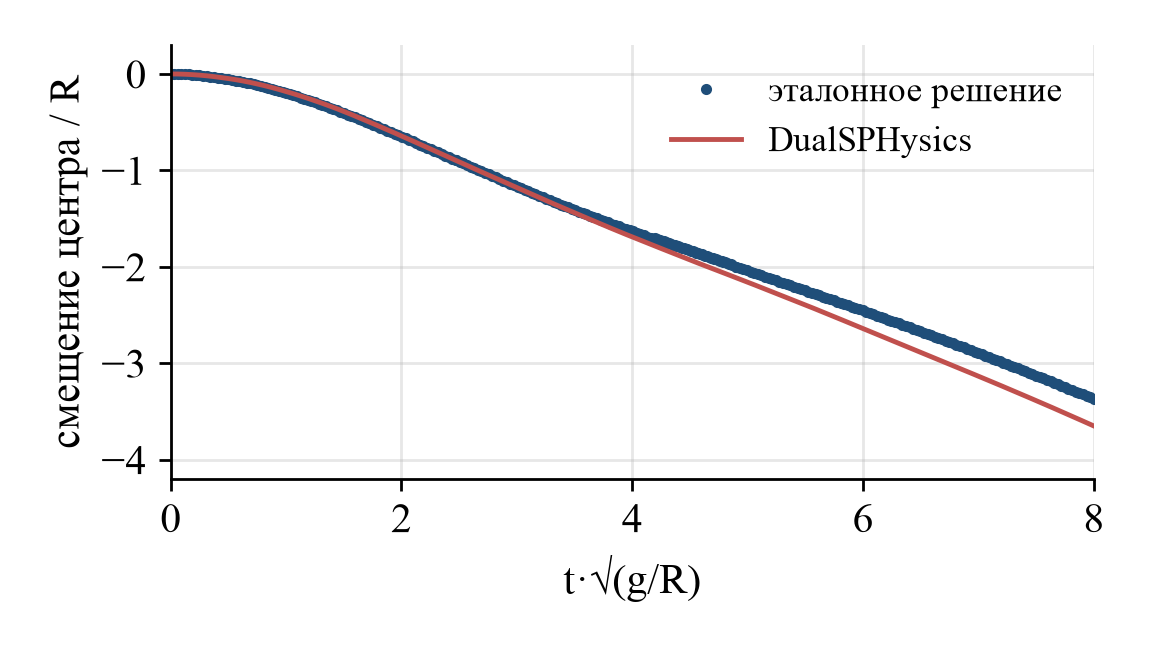 эталонное решение
DualSPHysics
смещение центра / R
0
−1
−2
−3
−4
0 2 4 6 8
t·√(g/R)